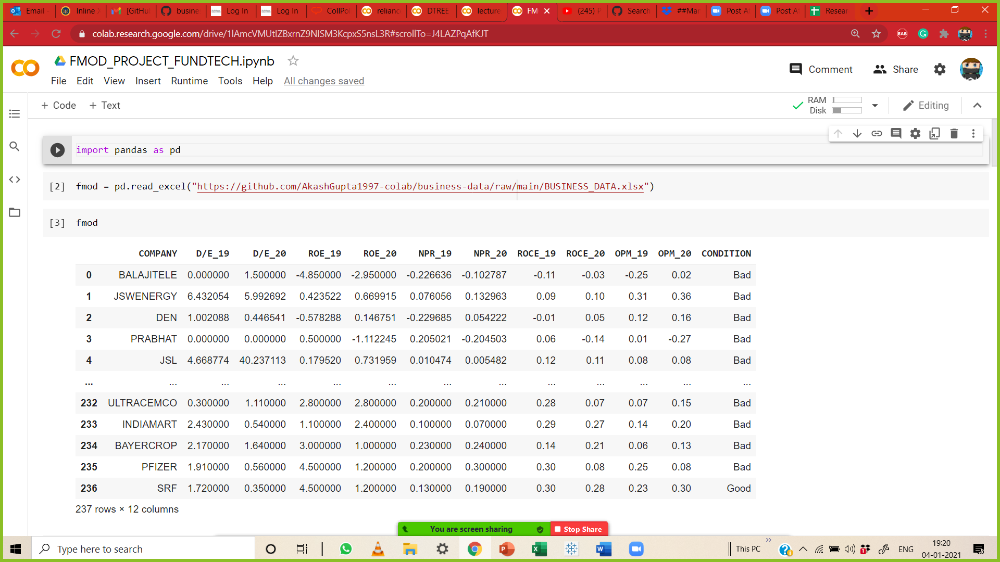 Email - Inline [GitHu busine Log In Log In CollPo relianc DTREE lecture FM (245) P Search ##Mar Post A Post A Resear
colab.research.google.com/drive/1lAmcVMUtIZBxrnZ9NISM3KcpxS5nsL3R#scrollTo=J4LAZPqAfKJT
FMOD_PROJECT_FUNDTECH.ipynb
Comment Share
File Edit View Insert Runtime Tools Help All changes saved
+ Code + Text RAM Disk Editing
import pandas as pd
[2] fmod = pd.read_excel("https://github.com/AkashGupta1997-colab/business-data/raw/main/BUSINESS_DATA.xlsx")
[3] fmod
COMPANY D/E_19 D/E_20 ROE_19 ROE_20 NPR_19 NPR_20 ROCE_19 ROCE_20 OPM_19 OPM_20 CONDITION
0 BALAJITELE 0.000000 1.500000 -4.850000 -2.950000 -0.226636 -0.102787 -0.11 -0.03 -0.25 0.02 Bad
1 JSWENERGY 6.432054 5.992692 0.423522 0.669915 0.076056 0.132963 0.09 0.10 0.31 0.36 Bad
2 DEN 1.002088 0.446541 -0.578288 0.146751 -0.229685 0.054222 -0.01 0.05 0.12 0.16 Bad
3 PRABHAT 0.000000 0.000000 0.500000 -1.112245 0.205021 -0.204503 0.06 -0.14 0.01 -0.27 Bad
4 JSL 4.668774 40.237113 0.179520 0.731959 0.010474 0.005482 0.12 0.11 0.08 0.08 Bad
... ... ... ... ... ... ... ... ... ... ... ... ...
232 ULTRACEMCO 0.300000 1.110000 2.800000 2.800000 0.200000 0.210000 0.28 0.07 0.07 0.15 Bad
233 INDIAMART 2.430000 0.540000 1.100000 2.400000 0.100000 0.070000 0.29 0.27 0.14 0.20 Bad
234 BAYERCROP 2.170000 1.640000 3.000000 1.000000 0.230000 0.240000 0.14 0.21 0.06 0.13 Bad
235 PFIZER 1.910000 0.560000 4.500000 1.200000 0.200000 0.300000 0.30 0.08 0.25 0.08 Bad
236 SRF 1.720000 0.350000 4.500000 1.200000 0.130000 0.190000 0.30 0.28 0.23 0.30 Good
237 rows × 12 columns
You are screen sharing Stop Share
Type here to search This PC ENG 19:20
04-01-2021